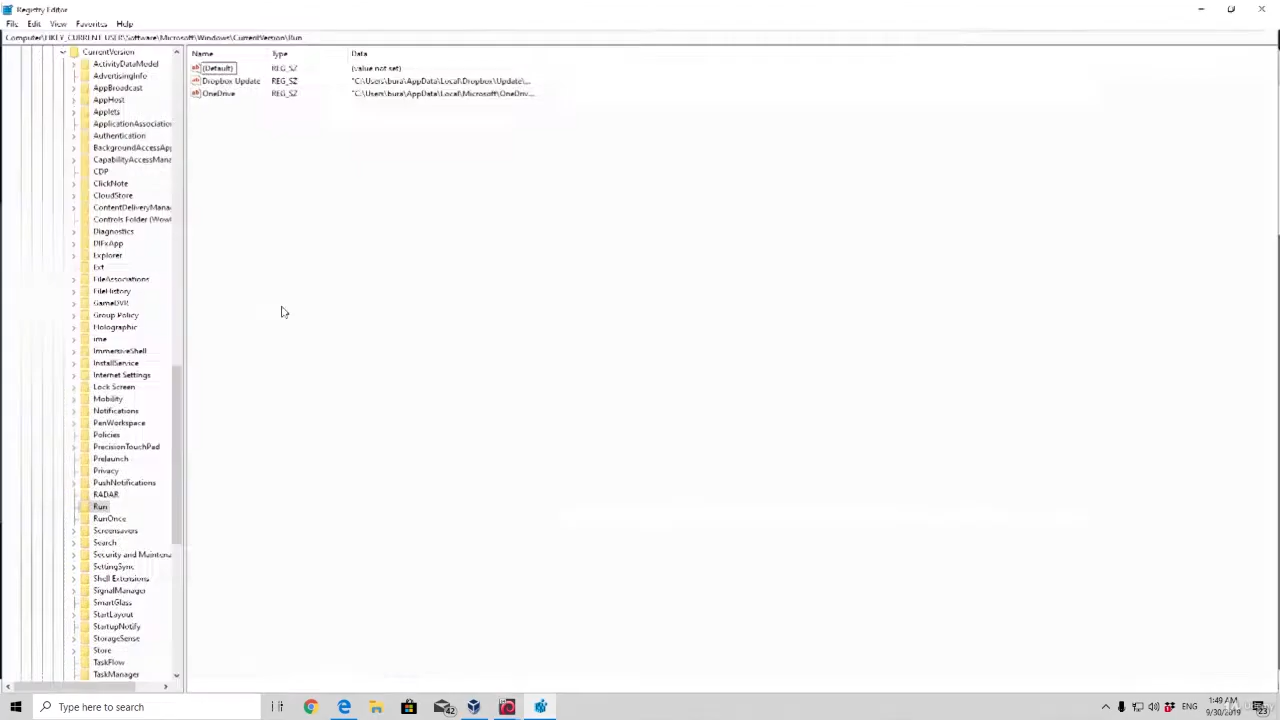 Registry Editor
File Edit View Favorites Help
Computer\HKEY_CURRENT_USER\Software\Microsoft\Windows\CurrentVersion\Run
CurrentVersion
ActivityDataModel
AdvertisingInfo
AppBroadcast
AppHost
Applets
ApplicationAssociation
Authentication
BackgroundAccessApp
CapabilityAccessMana
CDP
ClickNote
CloudStore
ContentDeliveryMana
Controls Folder (Wow
Diagnostics
DIFxApp
Explorer
Ext
FileAssociations
FileHistory
GameDVR
Group Policy
Holographic
ime
ImmersiveShell
InstallService
Internet Settings
Lock Screen
Mobility
Notifications
PenWorkspace
Policies
PrecisionTouchPad
Prelaunch
Privacy
PushNotifications
RADAR
Run
RunOnce
Screensavers
Search
Security and Maintena
SettingSync
Shell Extensions
SignalManager
SmartGlass
StartLayout
StartupNotify
StorageSense
Store
TaskFlow
TaskManager
Name Type Data
(Default) REG_SZ (value not set)
Dropbox Update REG_SZ "C:\Users\bura\AppData\Local\Dropbox\Update\...
OneDrive REG_SZ "C:\Users\bura\AppData\Local\Microsoft\OneDriv...
Type here to search
42
ENG
1:49 AM
9/30/2019
23